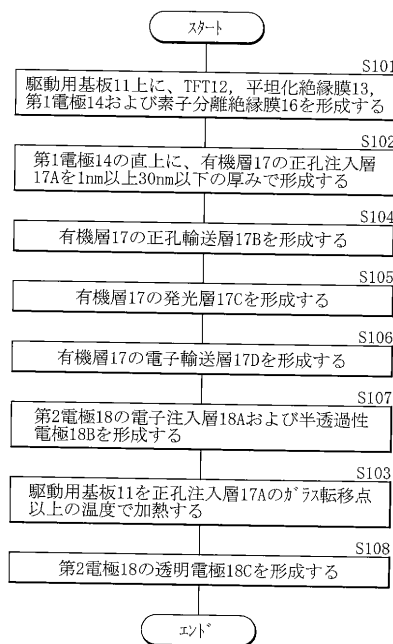 スタート
S101
駆動用基板11上に、TFT12, 平坦化絶縁膜13,
第1電極14および素子分離絶縁膜16を形成する
S102
第1電極14の直上に、有機層17の正孔注入層
17Aを1nm以上30nm以下の厚みで形成する
S104
有機層17の正孔輸送層17Bを形成する
S105
有機層17の発光層17Cを形成する
S106
有機層17の電子輸送層17Dを形成する
S107
第2電極18の電子注入層18Aおよび半透過性
電極18Bを形成する
S103
駆動用基板11を正孔注入層17Aのガラス転移点
以上の温度で加熱する
S108
第2電極18の透明電極18Cを形成する
エンド